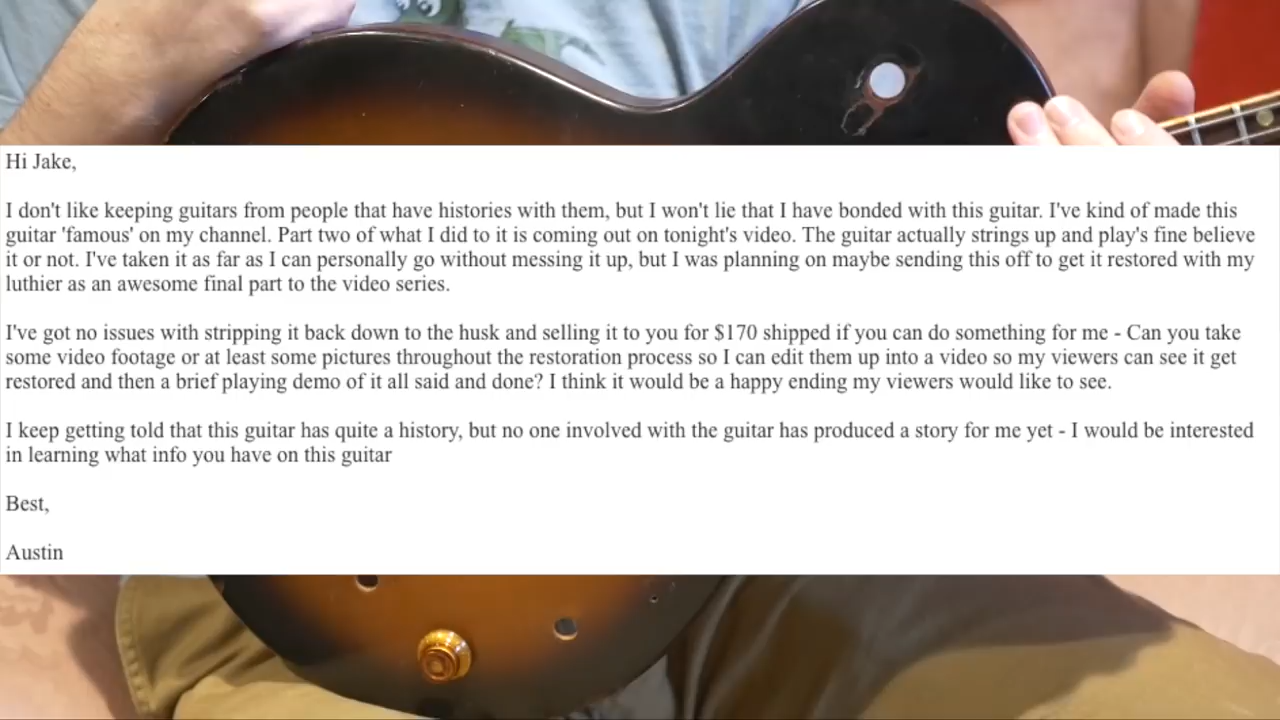 Hi Jake,
I don't like keeping guitars from people that have histories with them, but I won't lie that I have bonded with this guitar. I've kind of made this
guitar 'famous' on my channel. Part two of what I did to it is coming out on tonight's video. The guitar actually strings up and play's fine believe
it or not. I've taken it as far as I can personally go without messing it up, but I was planning on maybe sending this off to get it restored with my
luthier as an awesome final part to the video series.
I've got no issues with stripping it back down to the husk and selling it to you for $170 shipped if you can do something for me - Can you take
some video footage or at least some pictures throughout the restoration process so I can edit them up into a video so my viewers can see it get
restored and then a brief playing demo of it all said and done? I think it would be a happy ending my viewers would like to see.
I keep getting told that this guitar has quite a history, but no one involved with the guitar has produced a story for me yet - I would be interested
in learning what info you have on this guitar
Best,
Austin